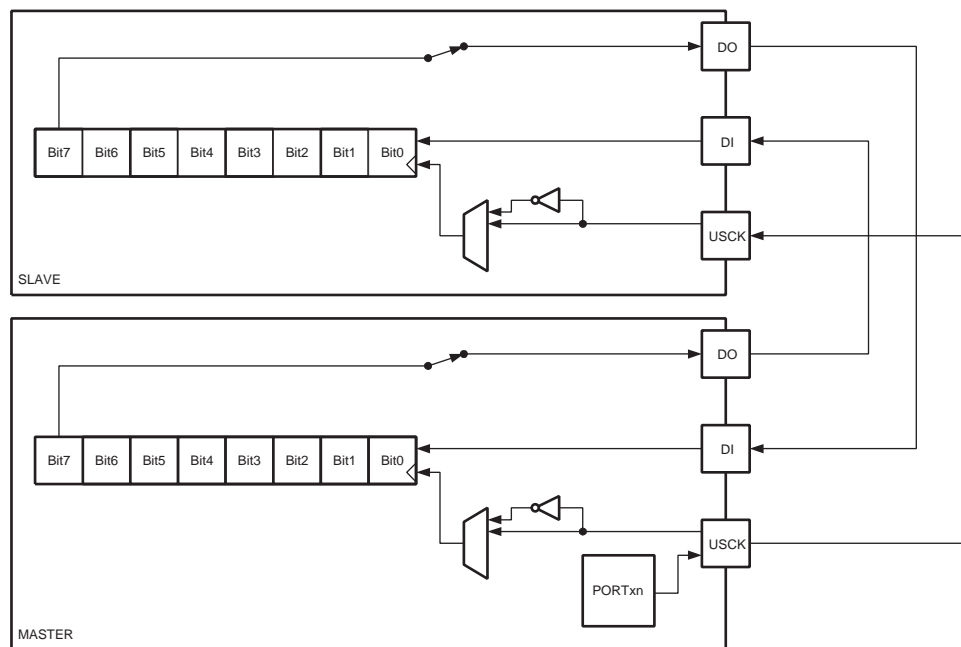 DO
Bit7 Bit6 Bit5 Bit4 Bit3 Bit2 Bit1 Bit0
DI
USCK
SLAVE
DO
Bit7 Bit6 Bit5 Bit4 Bit3 Bit2 Bit1 Bit0
DI
USCK
PORTxn
MASTER